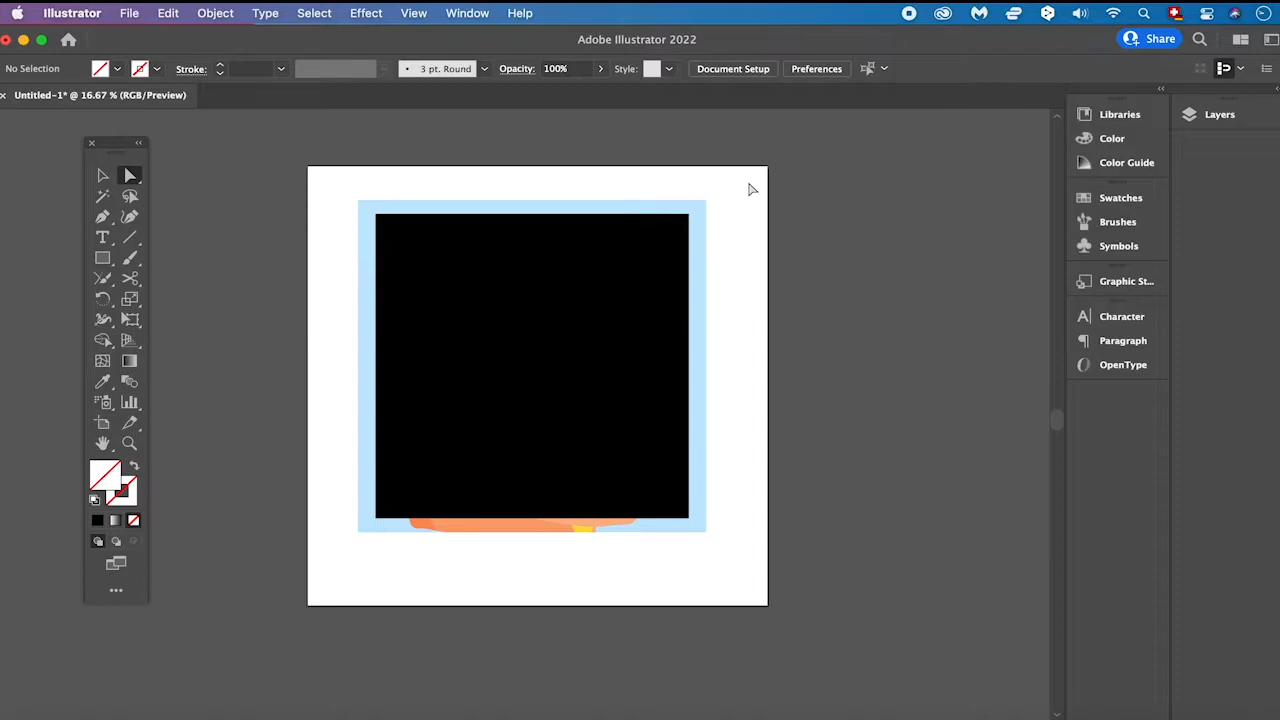 Illustrator File Edit Object Type Select Effect View Window Help
Adobe Illustrator 2022
Share
No Selection
Stroke:
3 pt. Round
Opacity: 100%
Style:
Document Setup
Preferences
Untitled-1* @ 16.67 % (RGB/Preview)
Libraries
Color
Color Guide
Swatches
Brushes
Symbols
Graphic St...
Character
Paragraph
OpenType
Layers